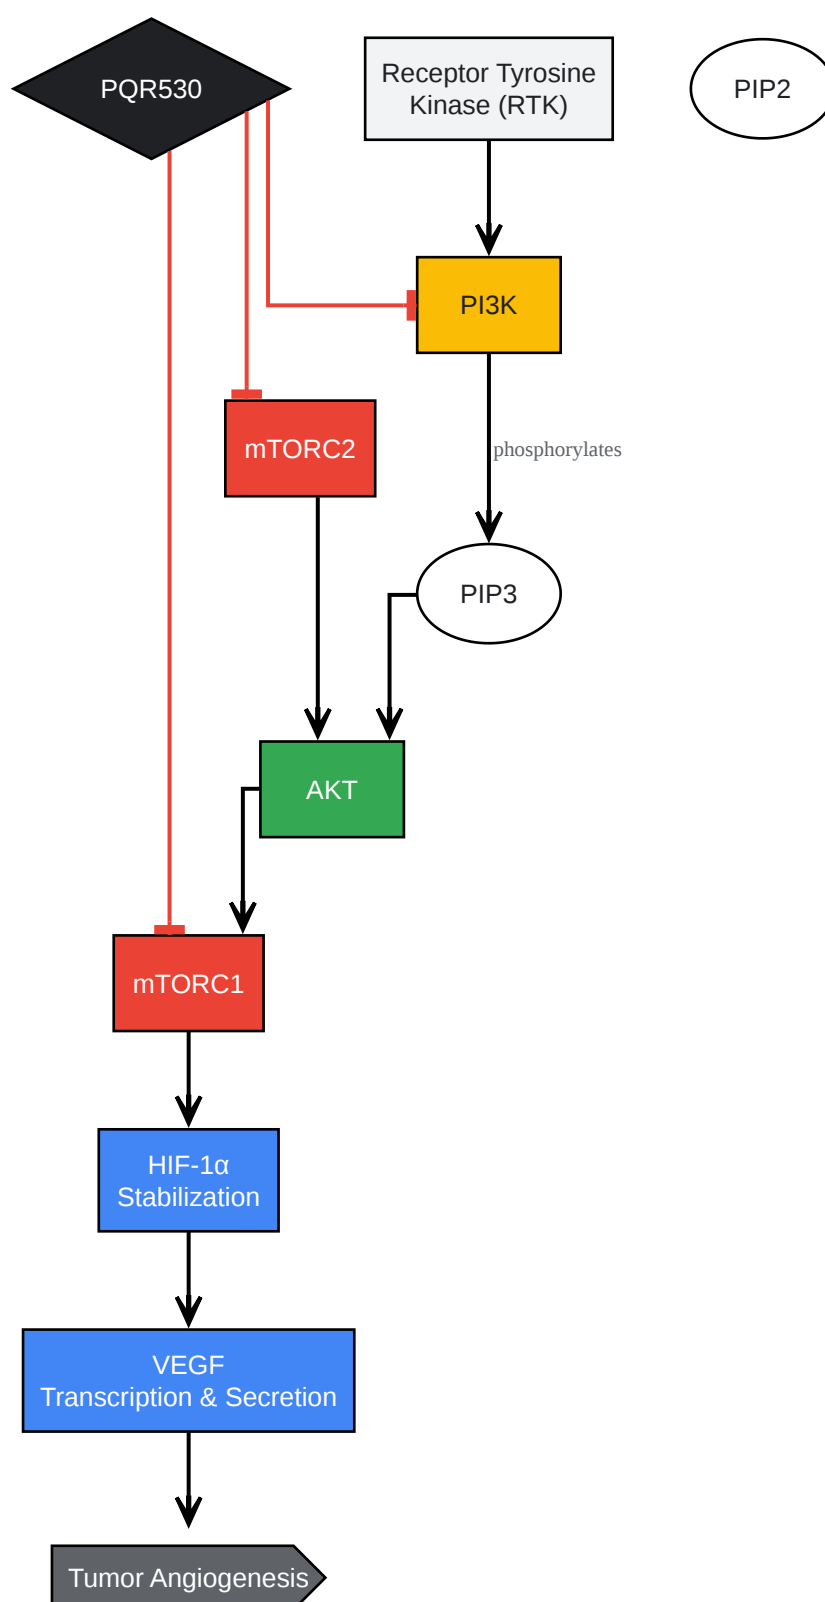 PQR530
Receptor Tyrosine
Kinase (RTK)
PIP2
PI3K
mTORC2
phosphorylates
PIP3
AKT
mTORC1
HIF-1α
Stabilization
VEGF
Transcription & Secretion
Tumor Angiogenesis